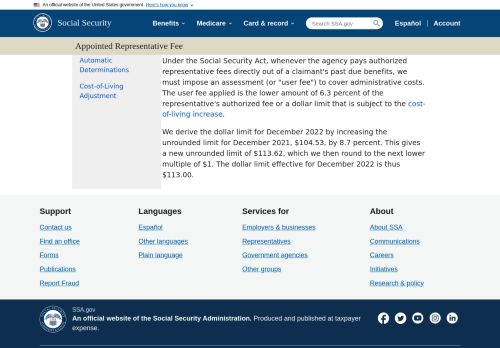 An official website of the United States government Here's how you know
Social Security
Benefits
Medicare
Card & record
Search SSA.gov
Español
Account
Appointed Representative Fee
Automatic
Determinations
Cost-of-Living
Adjustment
Under the Social Security Act, whenever the agency pays authorized
representative fees directly out of a claimant's past due benefits, we
must impose an assessment (or "user fee") to cover administrative costs.
The user fee applied is the lower amount of 6.3 percent of the
representative's authorized fee or a dollar limit that is subject to the cost-
of-living increase.
We derive the dollar limit for December 2022 by increasing the
unrounded limit for December 2021, $104.53, by 8.7 percent. This gives
a new unrounded limit of $113.62, which we then round to the next lower
multiple of $1. The dollar limit effective for December 2022 is thus
$113.00.
Support
Contact us
Find an office
Forms
Publications
Report Fraud
Languages
Español
Other languages
Plain language
Services for
Employers & businesses
Representatives
Government agencies
Other groups
About
About SSA
Communications
Careers
Initiatives
Research & policy
SSA.gov
An official website of the Social Security Administration. Produced and published at taxpayer
expense.